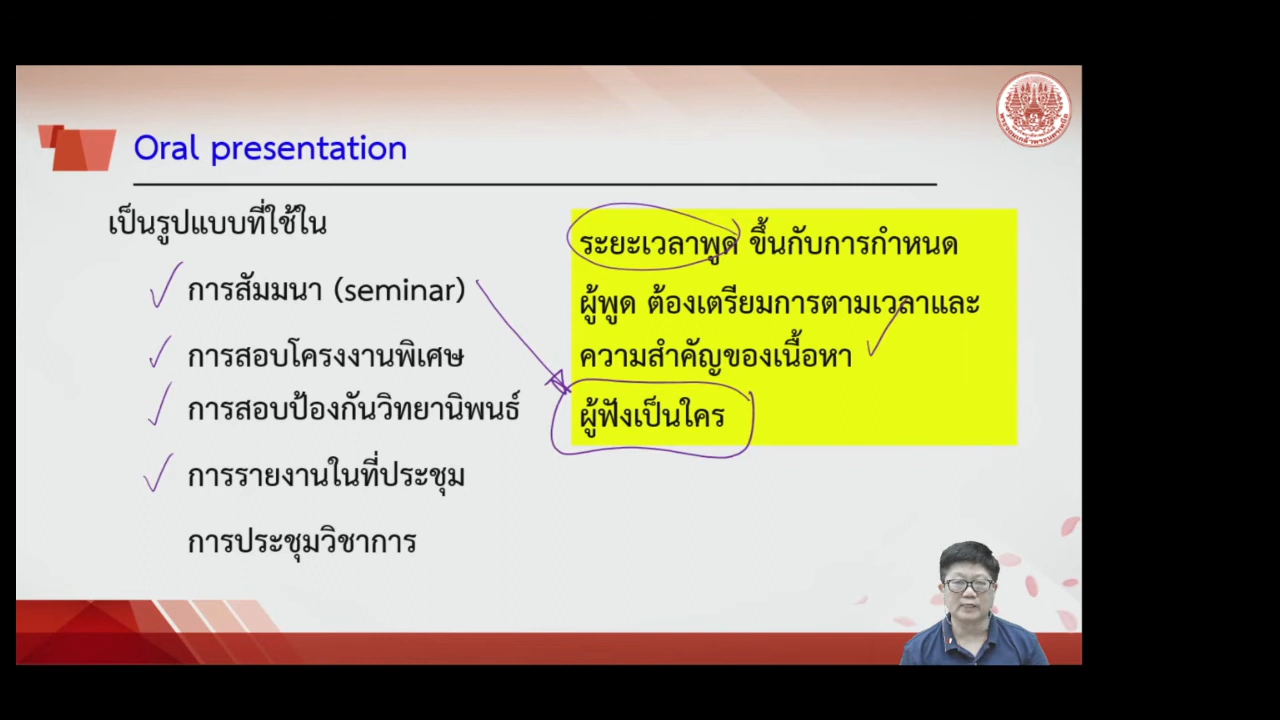 Oral presentation
เป็นรูปแบบที่ใช้ใน
การสัมมนา (seminar)
การสอบโครงงานพิเศษ
การสอบป้องกันวิทยานิพนธ์
การรายงานในที่ประชุม
การประชุมวิชาการ
ระยะเวลาพูด ขึ้นกับการกำหนด
ผู้พูด ต้องเตรียมการตามเวลาและ
ความสำคัญของเนื้อหา
ผู้ฟังเป็นใคร